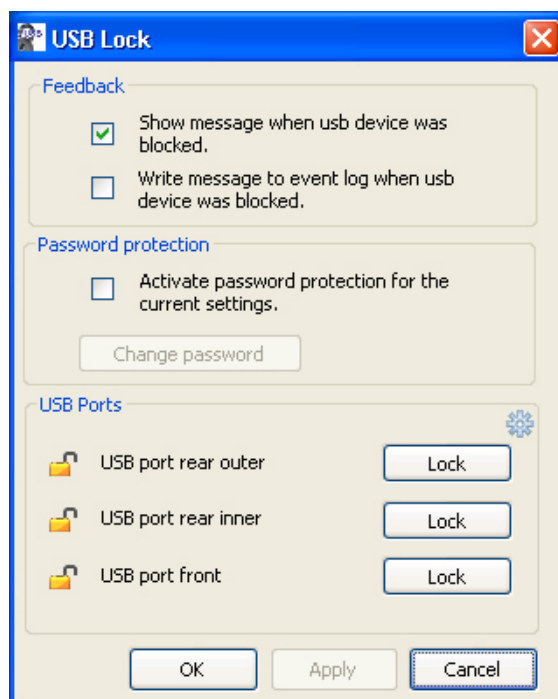 USB Lock
Feedback
Show message when usb device was
blocked.
Write message to event log when usb
device was blocked.
Password protection
Activate password protection for the
current settings.
Change password
USB Ports
USB port rear outer Lock
USB port rear inner Lock
USB port front Lock
OK Apply Cancel